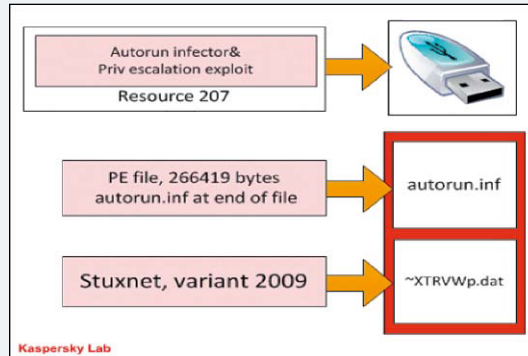 Autorun infector&
Priv escalation exploit
Resource 207
PE file, 266419 bytes
autorun.inf at end of file
autorun.inf
Stuxnet, variant 2009
~XTRVWp.dat
Kaspersky Lab